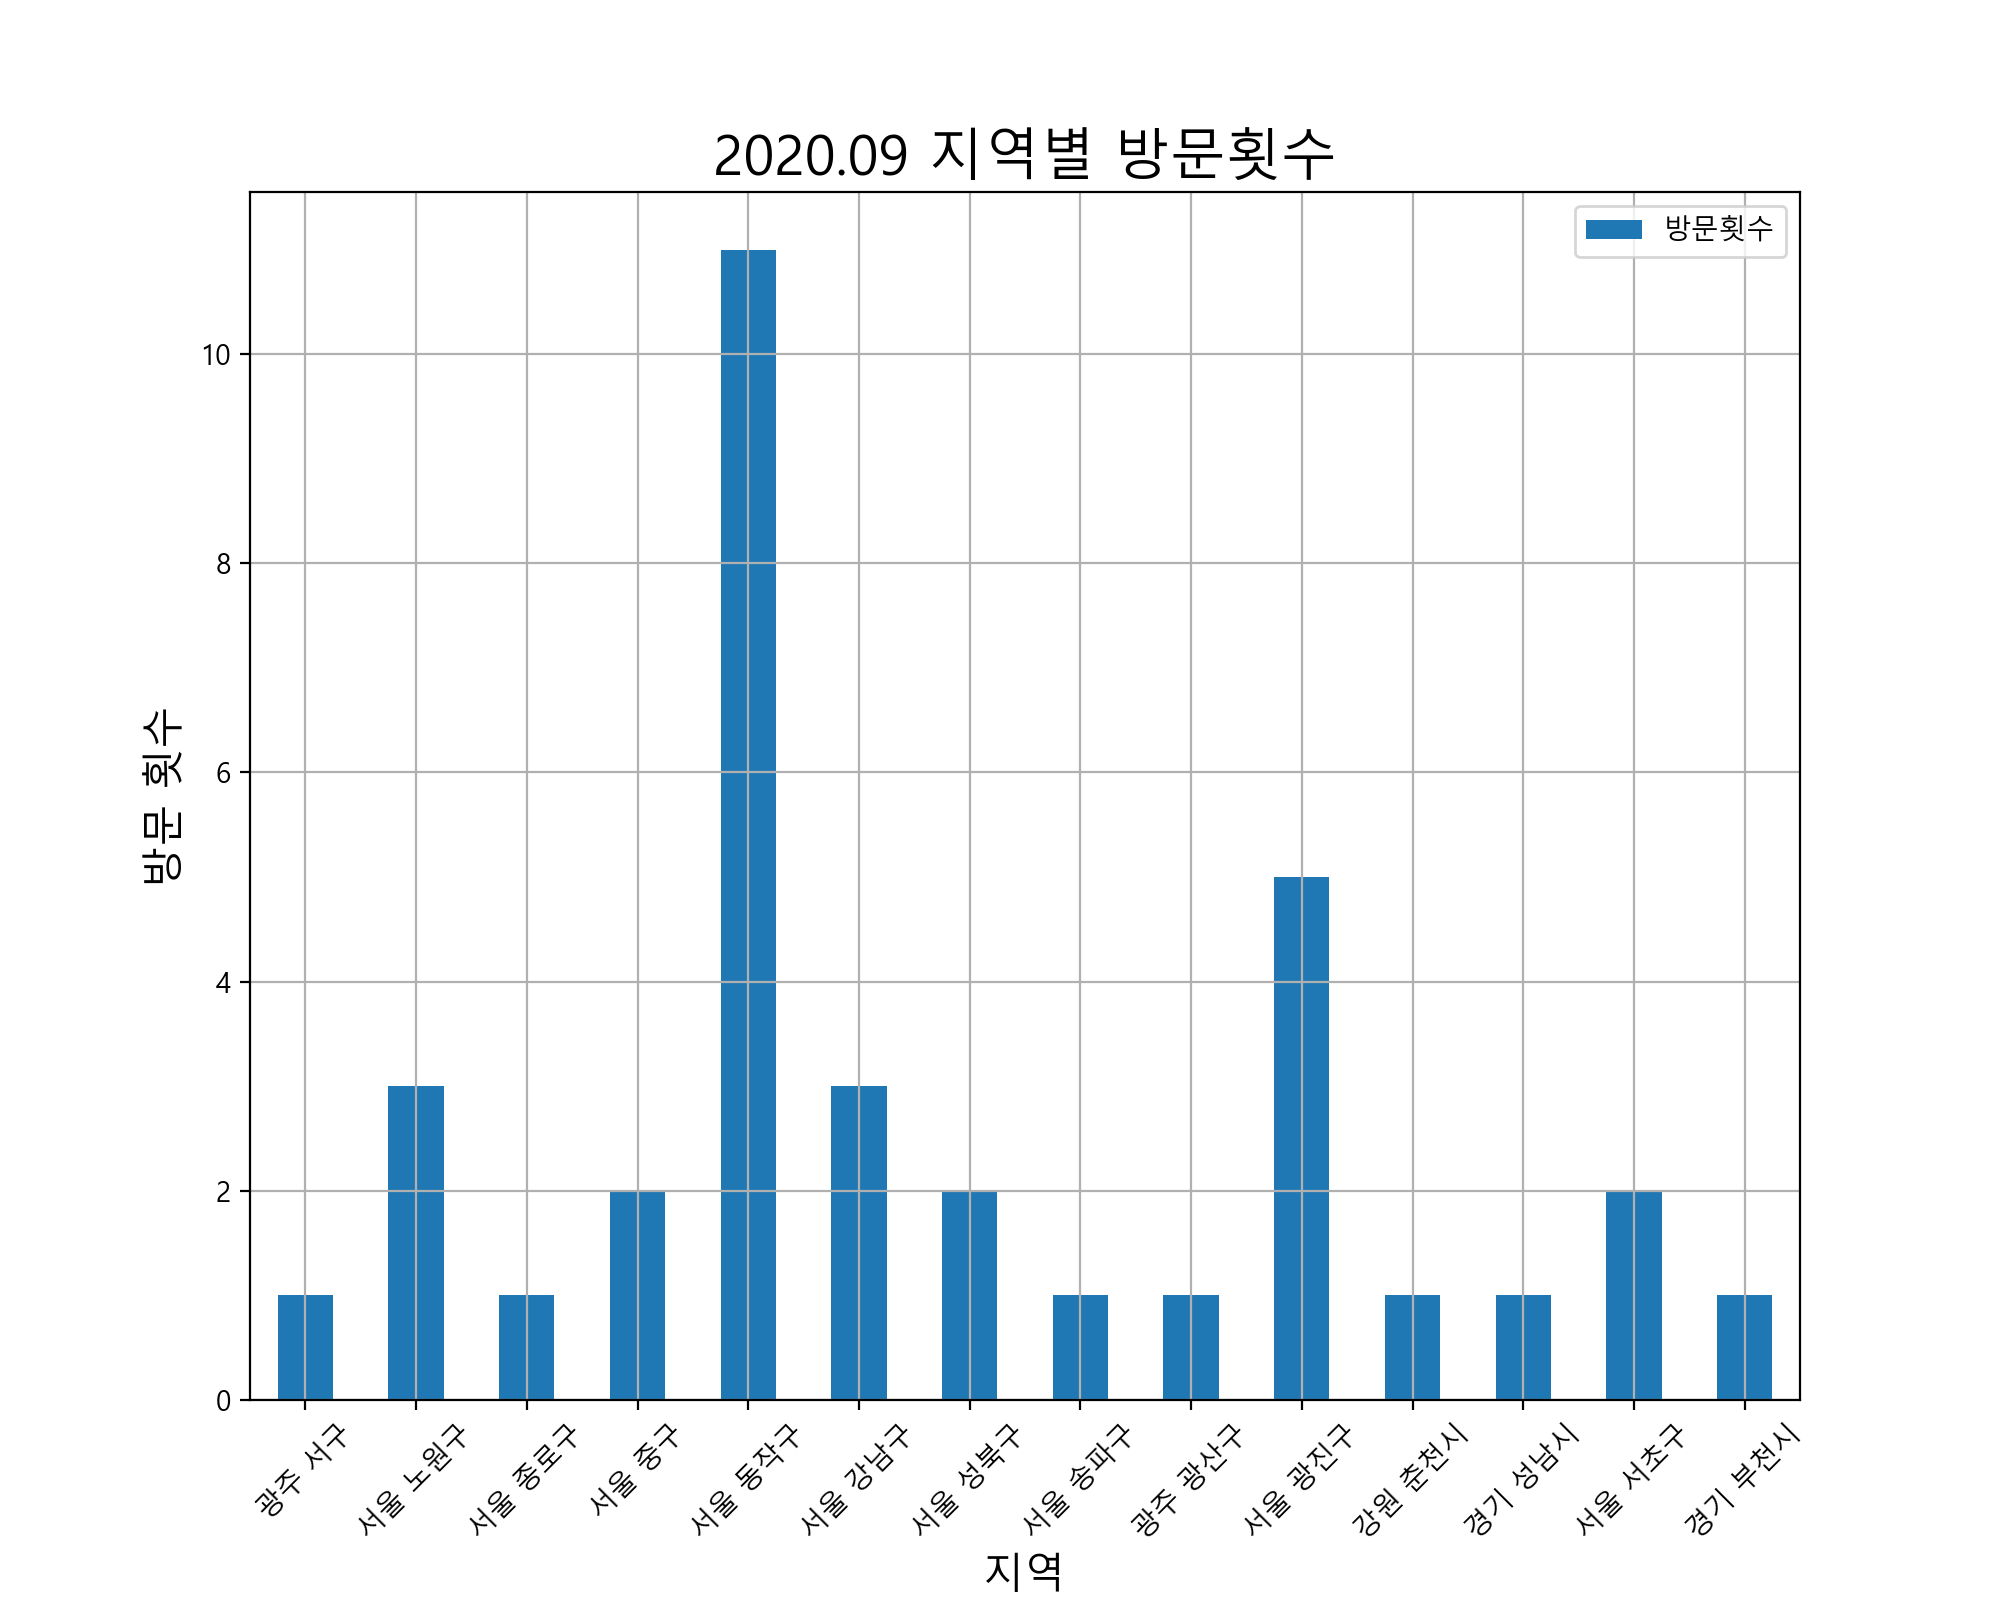 2020.09 지역별 방문횟수
방문횟수
방문 횟수
10
8
6
4
2
0
광주 서구
서울 노원구
서울 종로구
서울 중구
서울 동작구
서울 강남구
서울 성북구
서울 송파구
광주 광산구
서울 광진구
강원 춘천시
경기 성남시
서울 서초구
경기 부천시
지역